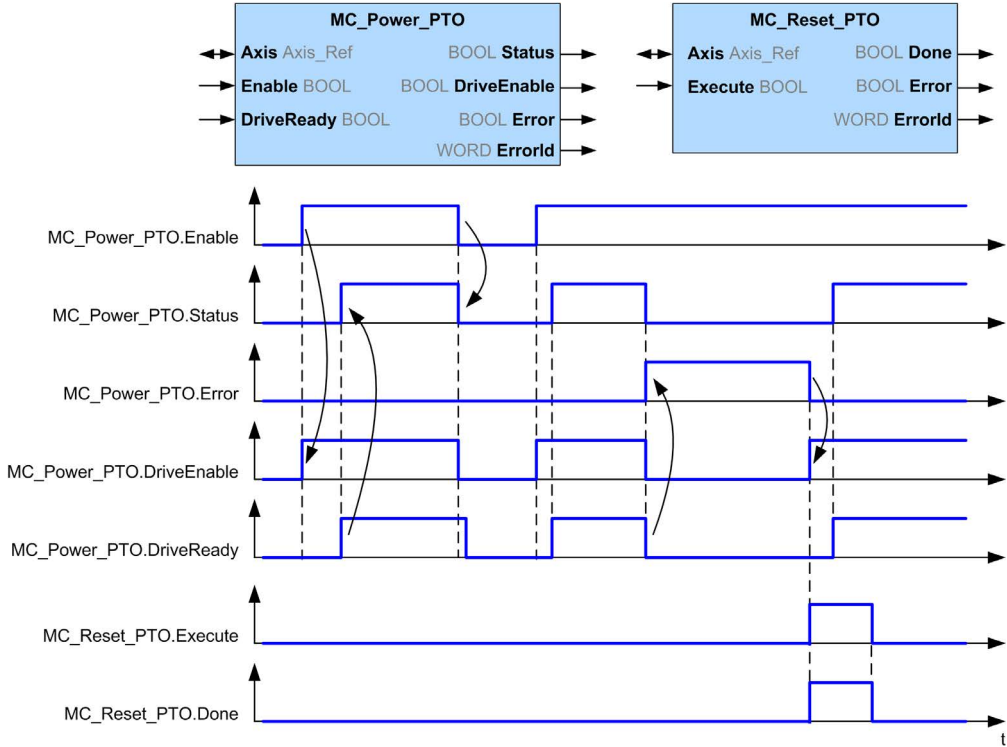 MC_Power_PTO
MC_Reset_PTO
Axis Axis_Ref BOOL Status
Axis Axis_Ref BOOL Done
Enable BOOL BOOL DriveEnable
Execute BOOL BOOL Error
DriveReady BOOL BOOL Error
WORD ErrorId
WORD ErrorId
MC_Power_PTO.Enable
MC_Power_PTO.Status
MC_Power_PTO.Error
MC_Power_PTO.DriveEnable
MC_Power_PTO.DriveReady
MC_Reset_PTO.Execute
MC_Reset_PTO.Done
t